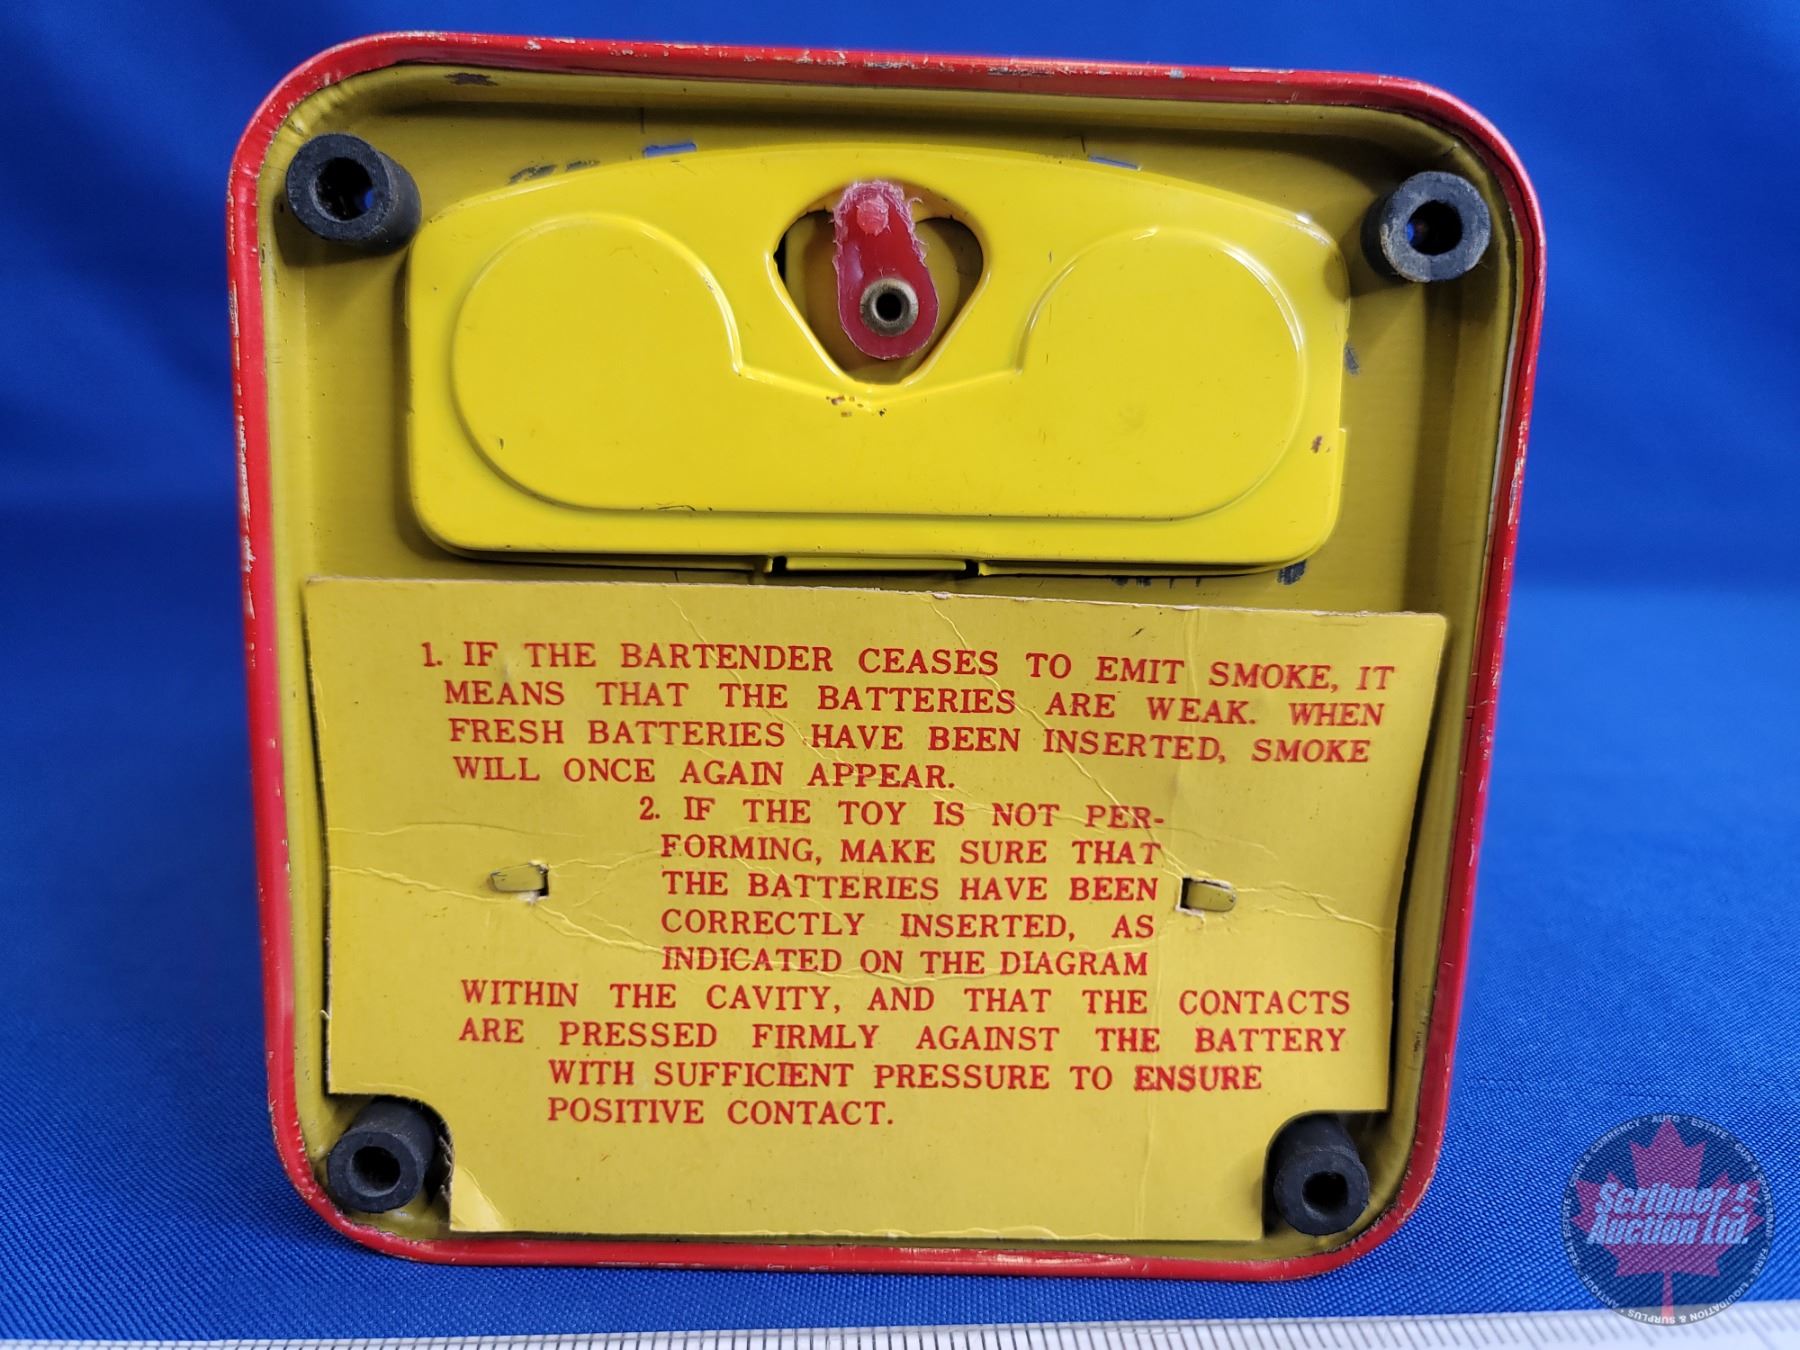 1. IF THE BARTENDER CEASES TO EMIT SMOKE, IT
MEANS THAT THE BATTERIES ARE WEAK. WHEN
FRESH BATTERIES HAVE BEEN INSERTED, SMOKE
WILL ONCE AGAIN APPEAR.
2. IF THE TOY IS NOT PER-
FORMING, MAKE SURE THAT
THE BATTERIES HAVE BEEN
CORRECTLY INSERTED, AS
INDICATED ON THE DIAGRAM
WITHIN THE CAVITY, AND THAT THE CONTACTS
ARE PRESSED FIRMLY AGAINST THE BATTERY
WITH SUFFICIENT PRESSURE TO ENSURE
POSITIVE CONTACT.
Scribner
Auction Ltd.